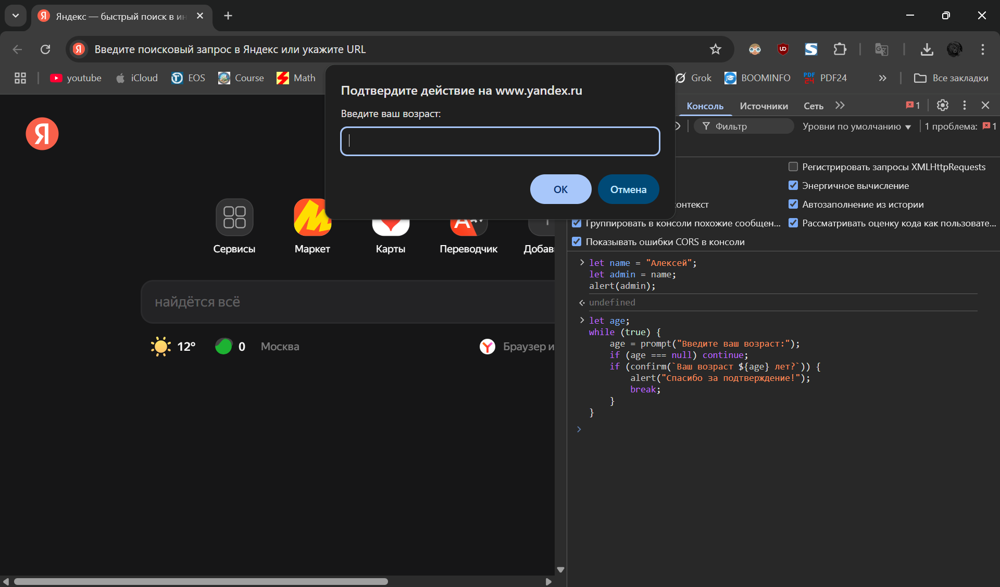 Яндекс — быстрый поиск в ин
Введите поисковый запрос в Яндекс или укажите URL
youtube
iCloud
EOS
Course
Math
Grok
BOOMINFO
PDF24
Все закладки
Подтвердите действие на www.yandex.ru
Введите ваш возраст:
ОК
Отмена
Консоль
Источники
Сеть
1
Фильтр
Уровни по умолчанию
1 проблема:
1
Регистрировать запросы XMLHttpRequests
Энергичное вычисление
онтекст
Автозаполнение из истории
Группировать в консоли похожие сообщен...
Рассматривать оценку кода как пользовате...
Показывать ошибки CORS в консоли
Я
Сервисы
Маркет
Карты
Переводчик
Добав
найдётся всё
12°
0
Москва
Браузер и
let name = "Алексей";
let admin = name;
alert(admin);
undefined
let age;
while (true) {
age = prompt("Введите ваш возраст:");
if (age === null) continue;
if (confirm(`Ваш возраст ${age} лет?`)) {
alert("Спасибо за подтверждение!");
break;
}
}